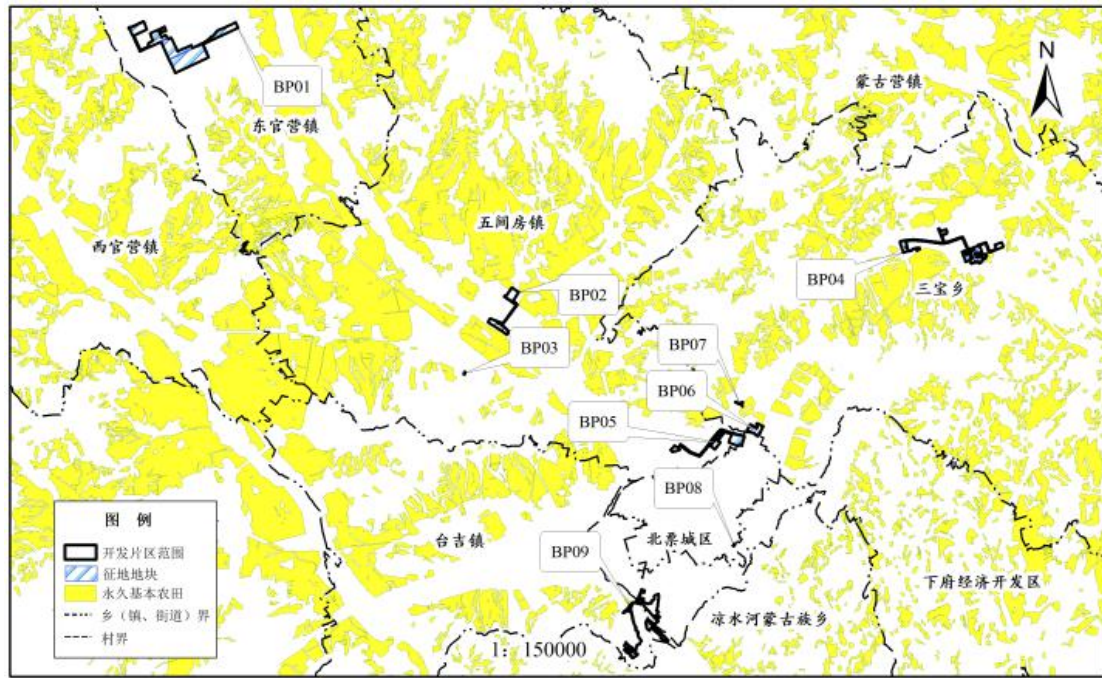 N
BP01
蒙古营镇
东官营镇
五间房镇
西官营镇
BP04
三宝乡
BP02
BP03
BP07
BP06
BP05
BP08
台吉镇
北票城区
BP09
下府经济开发区
凉水河蒙古族乡
1: 150000
图 例
开发片区范围
征地地块
永久基本农田
乡（镇、街道）界
村界